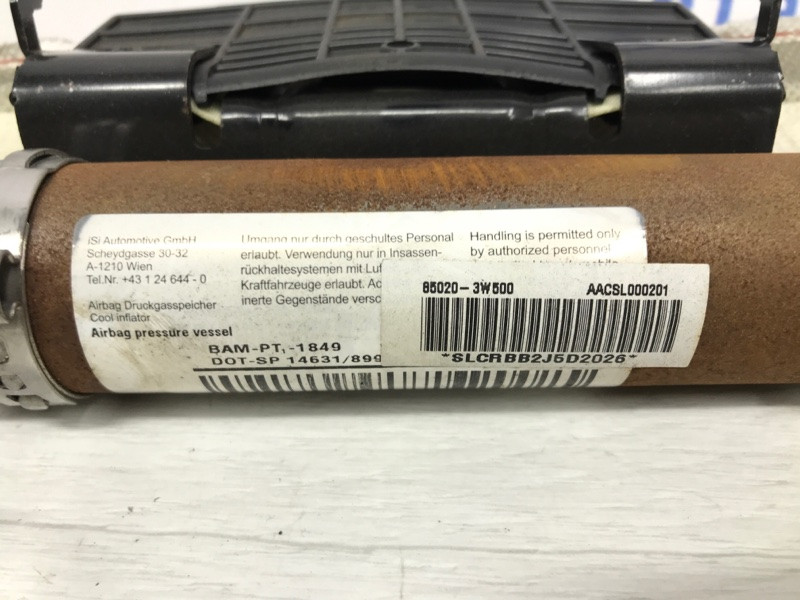 iSi Automotive GmbH
Scheydgasse 30-32
A-1210 Wien
Tel.Nr. +43 1 24 644 - 0
Airbag Druckgasspeicher
Cool inflator
Airbag pressure vessel
Umgang nur durch geschultes Personal
erlaubt. Verwendung nur in Insassen-
rückhaltesystemen mit Luf
Kraftfahrzeuge erlaubt. Ac
inerte Gegenstände versc
Handling is permitted only
by authorized personnel
BAM-PT,-1849
DOT-SP 14631/899
85020-3W500 AACSL000201
*SLCRBB2J5D2026*